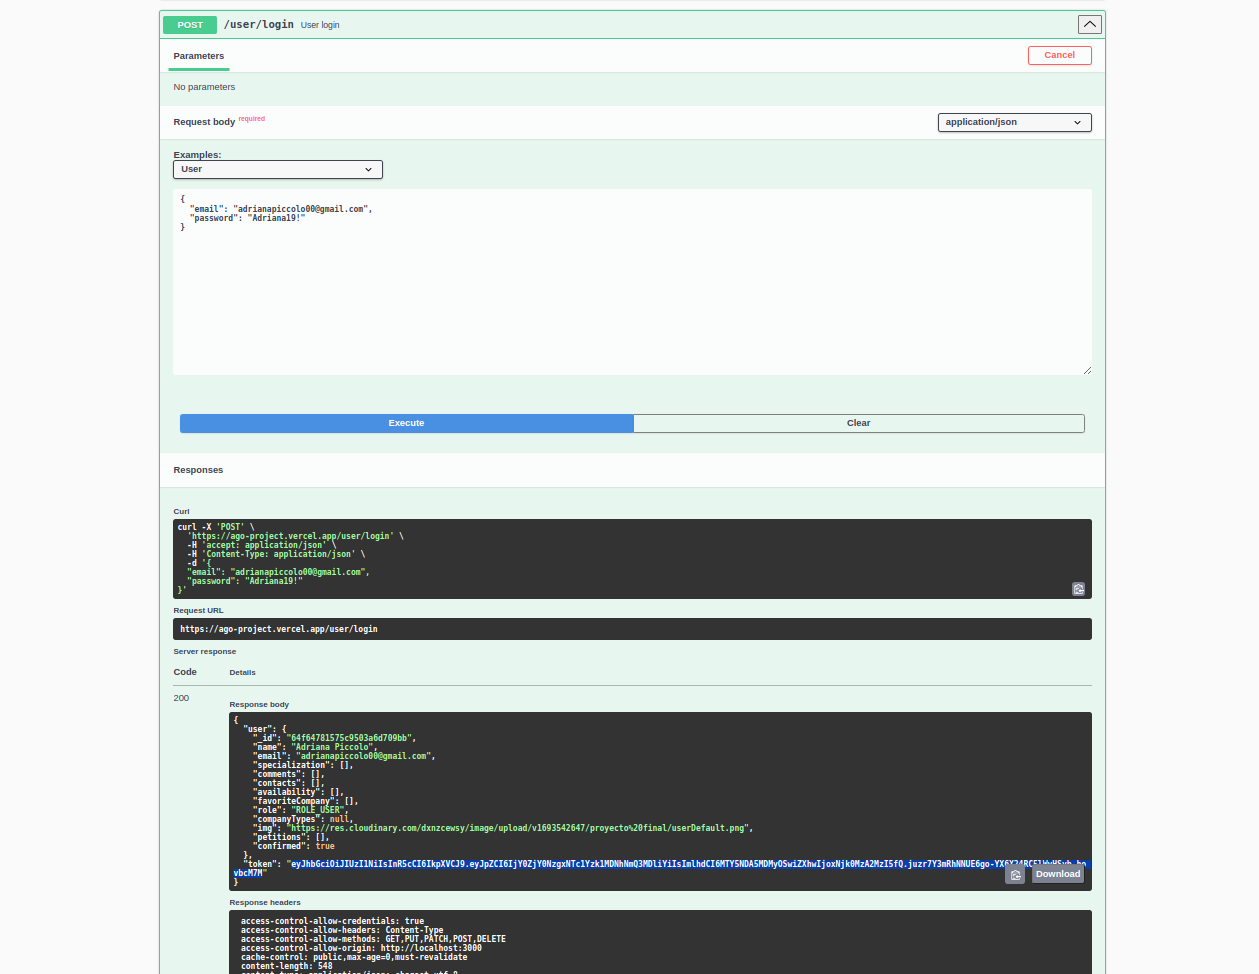 POST /user/login User login
Parameters
Cancel
No parameters
Request body required
application/json
Examples:
User
{
  "email": "adrianapiccolo00@gmail.com",
  "password": "Adriana19!"
}
Execute
Clear
Responses
Curl
curl -X 'POST' \
  'https://ago-project.vercel.app/user/login' \
  -H 'accept: application/json' \
  -H 'Content-Type: application/json' \
  -d '{
  "email": "adrianapiccolo00@gmail.com",
  "password": "Adriana19!"
}'
Request URL
https://ago-project.vercel.app/user/login
Server response
Code
Details
200
Response body
{
  "user": {
    "_id": "64f64781575c9503a6d709bb",
    "name": "Adriana Piccolo",
    "email": "adrianapiccolo00@gmail.com",
    "specialization": [],
    "comments": [],
    "contacts": [],
    "availability": [],
    "favoriteCompany": [],
    "role": "ROLE_USER",
    "companyTypes": null,
    "img": "https://res.cloudinary.com/dxnzcewsy/image/upload/v1693542647/proyecto%20final/userDefault.png",
    "petitions": [],
    "confirmed": true
  },
  "token":
}
Download
Response headers
access-control-allow-credentials: true
access-control-allow-headers: Content-Type
access-control-allow-methods: GET,PUT,PATCH,POST,DELETE
access-control-allow-origin: http://localhost:3000
cache-control: public,max-age=0,must-revalidate
content-length: 548